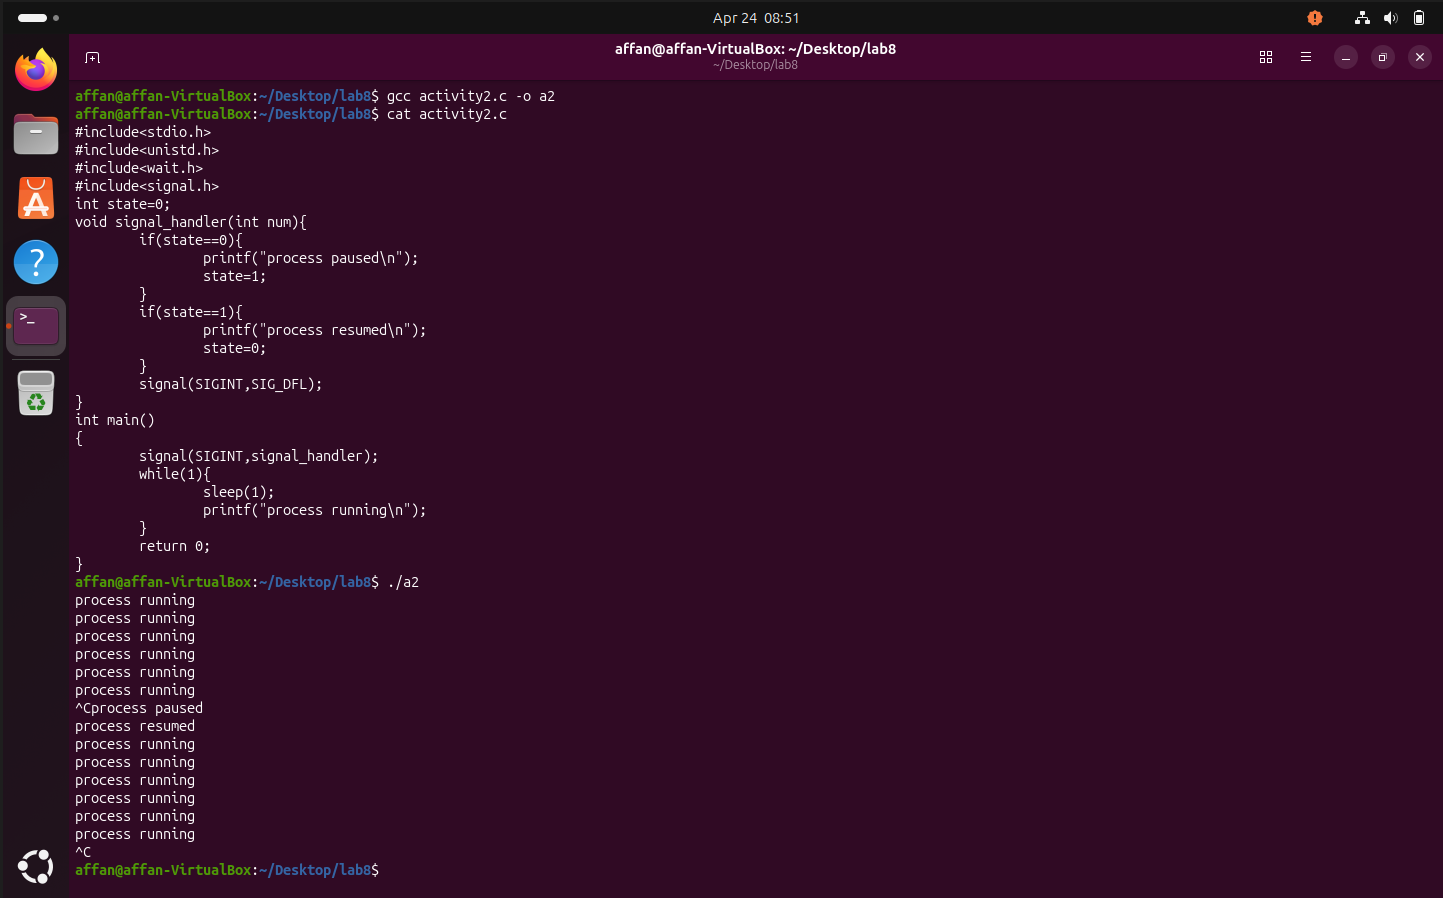 Apr 24 08:51
affan@affan-VirtualBox: ~/Desktop/lab8
~/Desktop/lab8
affan@affan-VirtualBox:~/Desktop/lab8$ gcc activity2.c -o a2
affan@affan-VirtualBox:~/Desktop/lab8$ cat activity2.c
#include<stdio.h>
#include<unistd.h>
#include<wait.h>
#include<signal.h>
int state=0;
void signal_handler(int num){
        if(state==0){
                printf("process paused\n");
                state=1;
        }
        if(state==1){
                printf("process resumed\n");
                state=0;
        }
        signal(SIGINT,SIG_DFL);
}
int main()
{
        signal(SIGINT,signal_handler);
        while(1){
                sleep(1);
                printf("process running\n");
        }
        return 0;
}
affan@affan-VirtualBox:~/Desktop/lab8$ ./a2
process running
process running
process running
process running
process running
process running
^Cprocess paused
process resumed
process running
process running
process running
process running
process running
process running
^C
affan@affan-VirtualBox:~/Desktop/lab8$